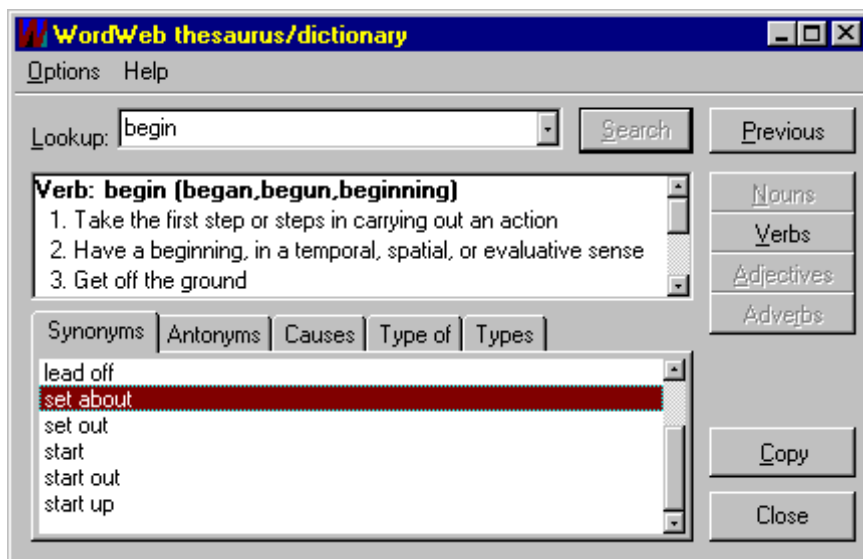 WordWeb thesaurus/dictionary
Options Help
Lookup: begin Search Previous
Verb: begin (began,begun,beginning)
1. Take the first step or steps in carrying out an action
2. Have a beginning, in a temporal, spatial, or evaluative sense
3. Get off the ground
Nouns
Verbs
Adjectives
Adverbs
Synonyms Antonyms Causes Type of Types
lead off
set about
set out
start
start out
start up
Copy
Close